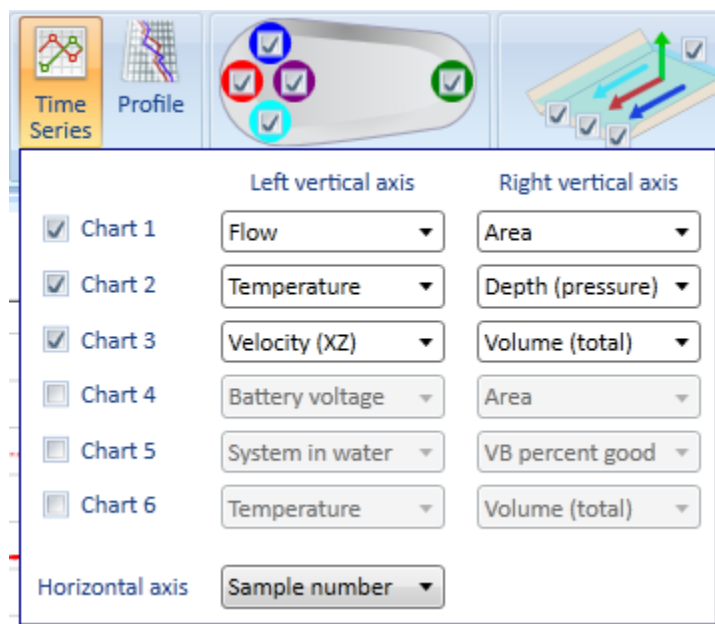 Time
Series
Profile
Left vertical axis
Right vertical axis
Chart 1
Flow
Area
Chart 2
Temperature
Depth (pressure)
Chart 3
Velocity (XZ)
Volume (total)
Chart 4
Battery voltage
Area
Chart 5
System in water
VB percent good
Chart 6
Temperature
Volume (total)
Horizontal axis
Sample number